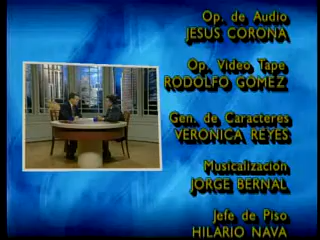 Op. de Audio
JESUS CORONA
Op. Video Tape
RODOLFO GOMEZ
Gen. de Caracteres
VERONICA REYES
Musicalización
JORGE BERNAL
Jefe de Piso
HILARIO NAVA